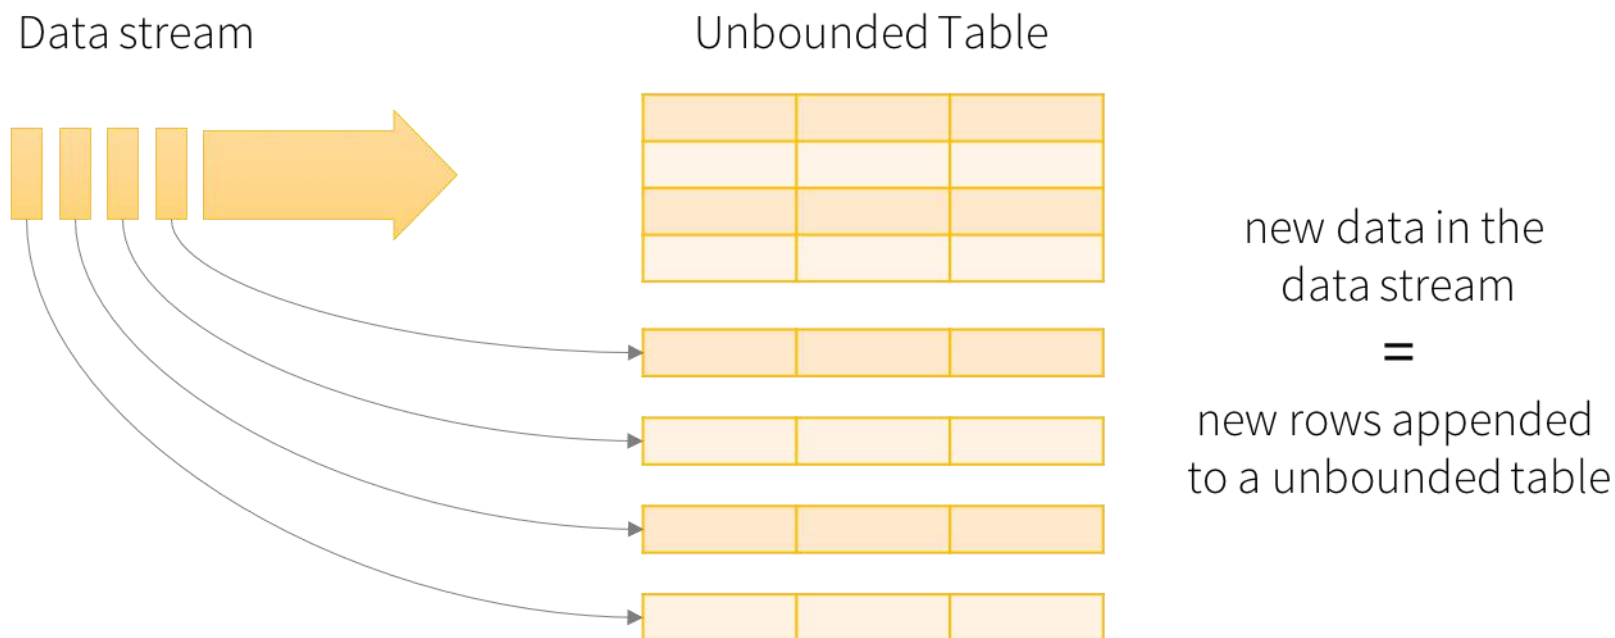 Data stream
Unbounded Table
new data in the
data stream
=
new rows appended
to a unbounded table